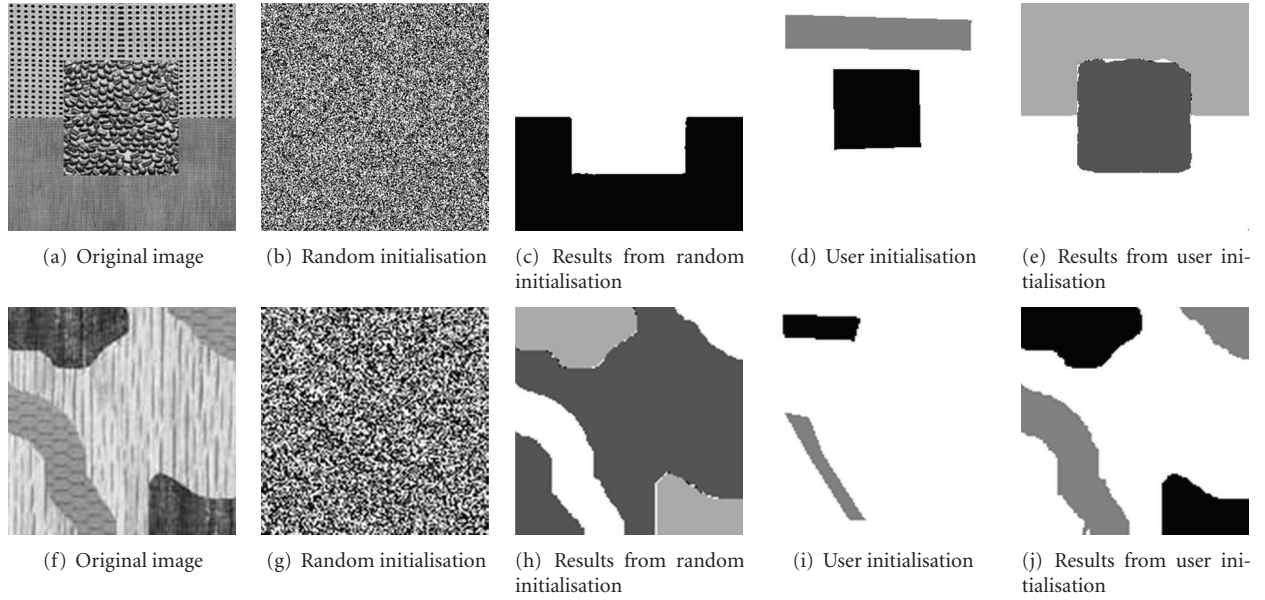 (a) Original image
(b) Random initialisation
(c) Results from random
initialisation
(d) User initialisation
(e) Results from user ini-
tialisation
(f) Original image
(g) Random initialisation
(h) Results from random
initialisation
(i) User initialisation
(j) Results from user ini-
tialisation